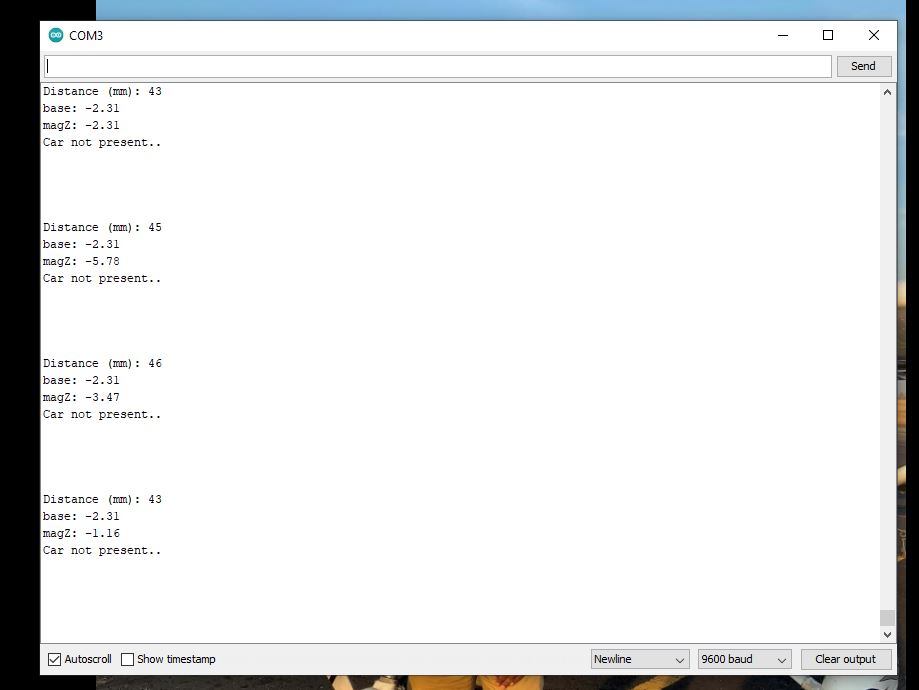 COM3
Send
Distance (mm): 43
base: -2.31
magZ: -2.31
Car not present..
Distance (mm): 45
base: -2.31
magZ: -5.78
Car not present..
Distance (mm): 46
base: -2.31
magZ: -3.47
Car not present..
Distance (mm): 43
base: -2.31
magZ: -1.16
Car not present..
Autoscroll Show timestamp Newline 9600 baud Clear output